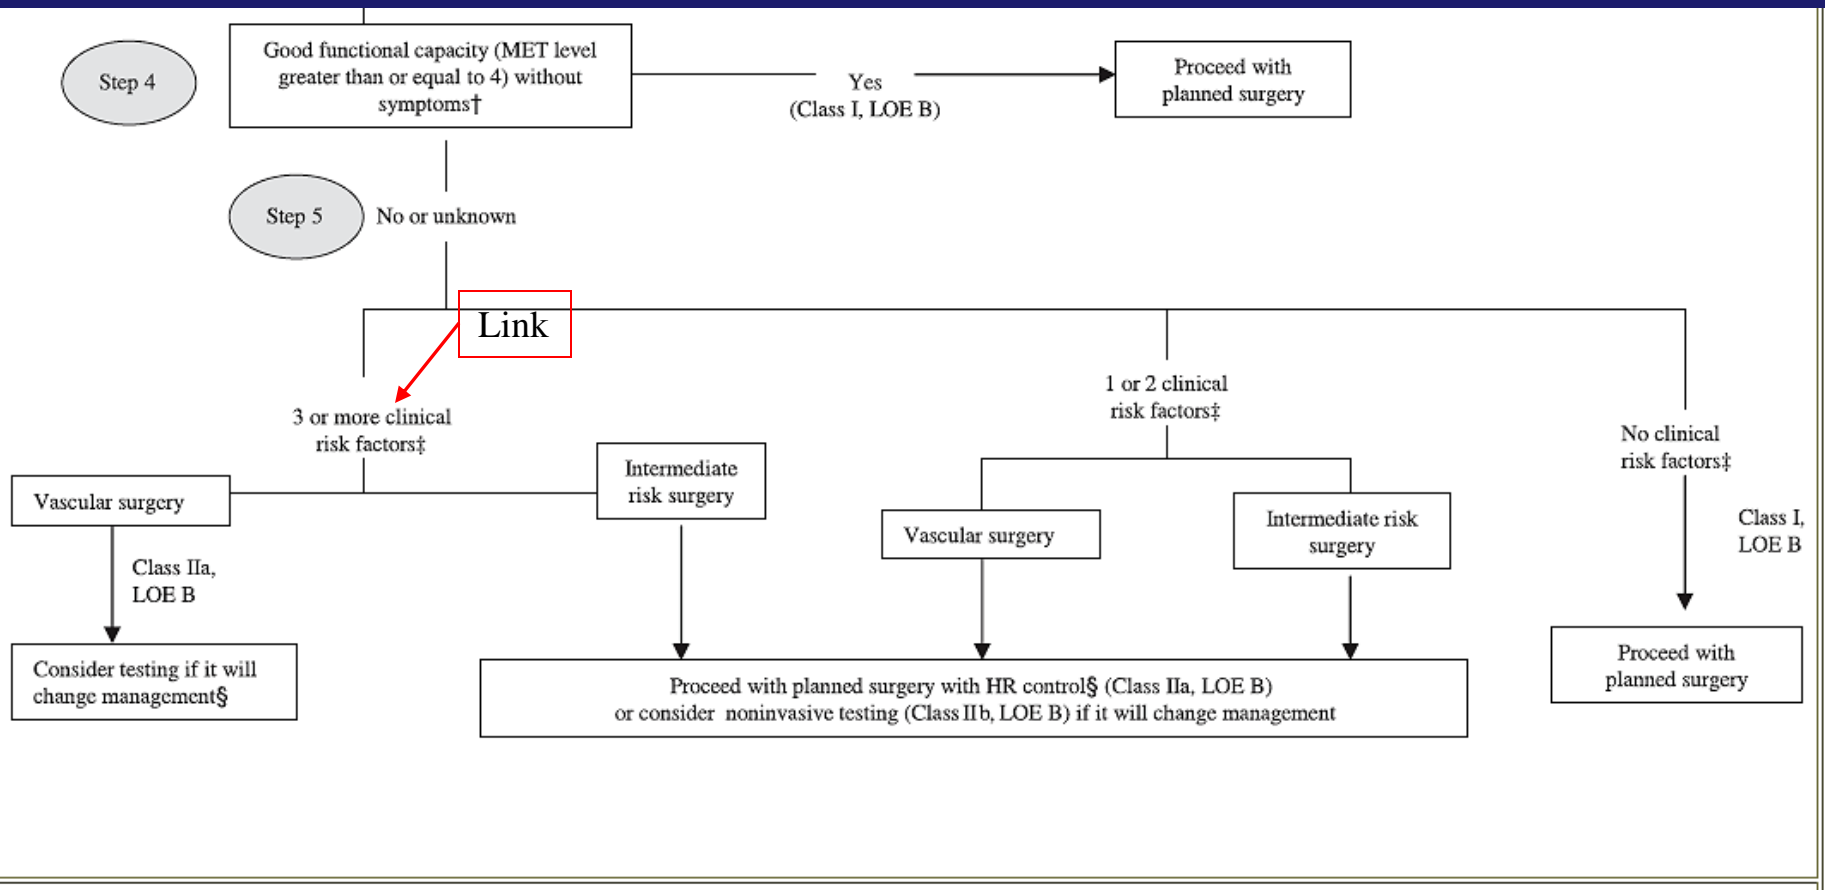 Step 4
Good functional capacity (MET level
greater than or equal to 4) without
symptoms†
Yes
(Class I, LOE B)
Proceed with
planned surgery
Step 5
No or unknown
Link
3 or more clinical
risk factors‡
1 or 2 clinical
risk factors‡
No clinical
risk factors‡
Vascular surgery
Intermediate
risk surgery
Vascular surgery
Intermediate risk
surgery
Class I,
LOE B
Class IIa,
LOE B
Consider testing if it will
change management§
Proceed with planned surgery with HR control§ (Class IIa, LOE B)
or consider noninvasive testing (Class IIb, LOE B) if it will change management
Proceed with
planned surgery